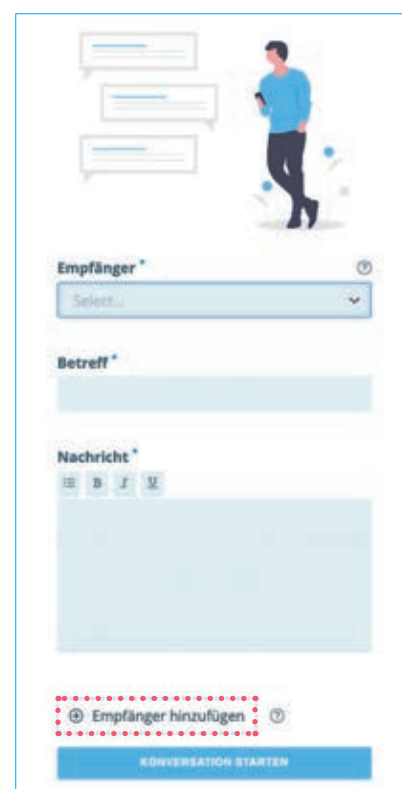 Empfänger *
Select...
Betreff *
Nachricht *
B I U
Empfänger hinzufügen
KONVERSATION STARTEN